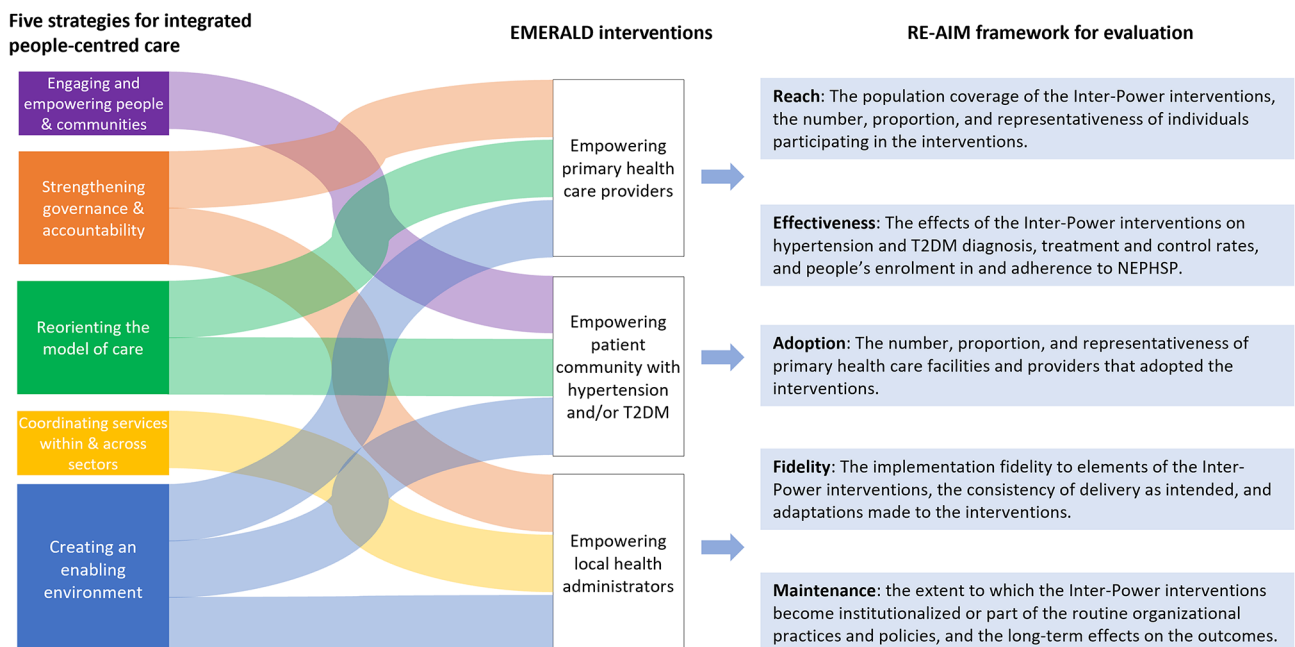 Five strategies for integrated
people-centred care
EMERALD interventions
RE-AIM framework for evaluation
Engaging and
empowering people
& communities
Strengthening
governance &
accountability
Reorienting the
model of care
Coordinating services
within & across
sectors
Creating an
enabling
environment
Empowering
primary health
care providers
Empowering
patient
community with
hypertension
and/or T2DM
Empowering
local health
administrators
Reach: The population coverage of the Inter-Power interventions,
the number, proportion, and representativeness of individuals
participating in the interventions.
Effectiveness: The effects of the Inter-Power interventions on
hypertension and T2DM diagnosis, treatment and control rates,
and people’s enrolment in and adherence to NEPHSP.
Adoption: The number, proportion, and representativeness of
primary health care facilities and providers that adopted the
interventions.
Fidelity: The implementation fidelity to elements of the Inter-
Power interventions, the consistency of delivery as intended, and
adaptations made to the interventions.
Maintenance: the extent to which the Inter-Power interventions
become institutionalized or part of the routine organizational
practices and policies, and the long-term effects on the outcomes.